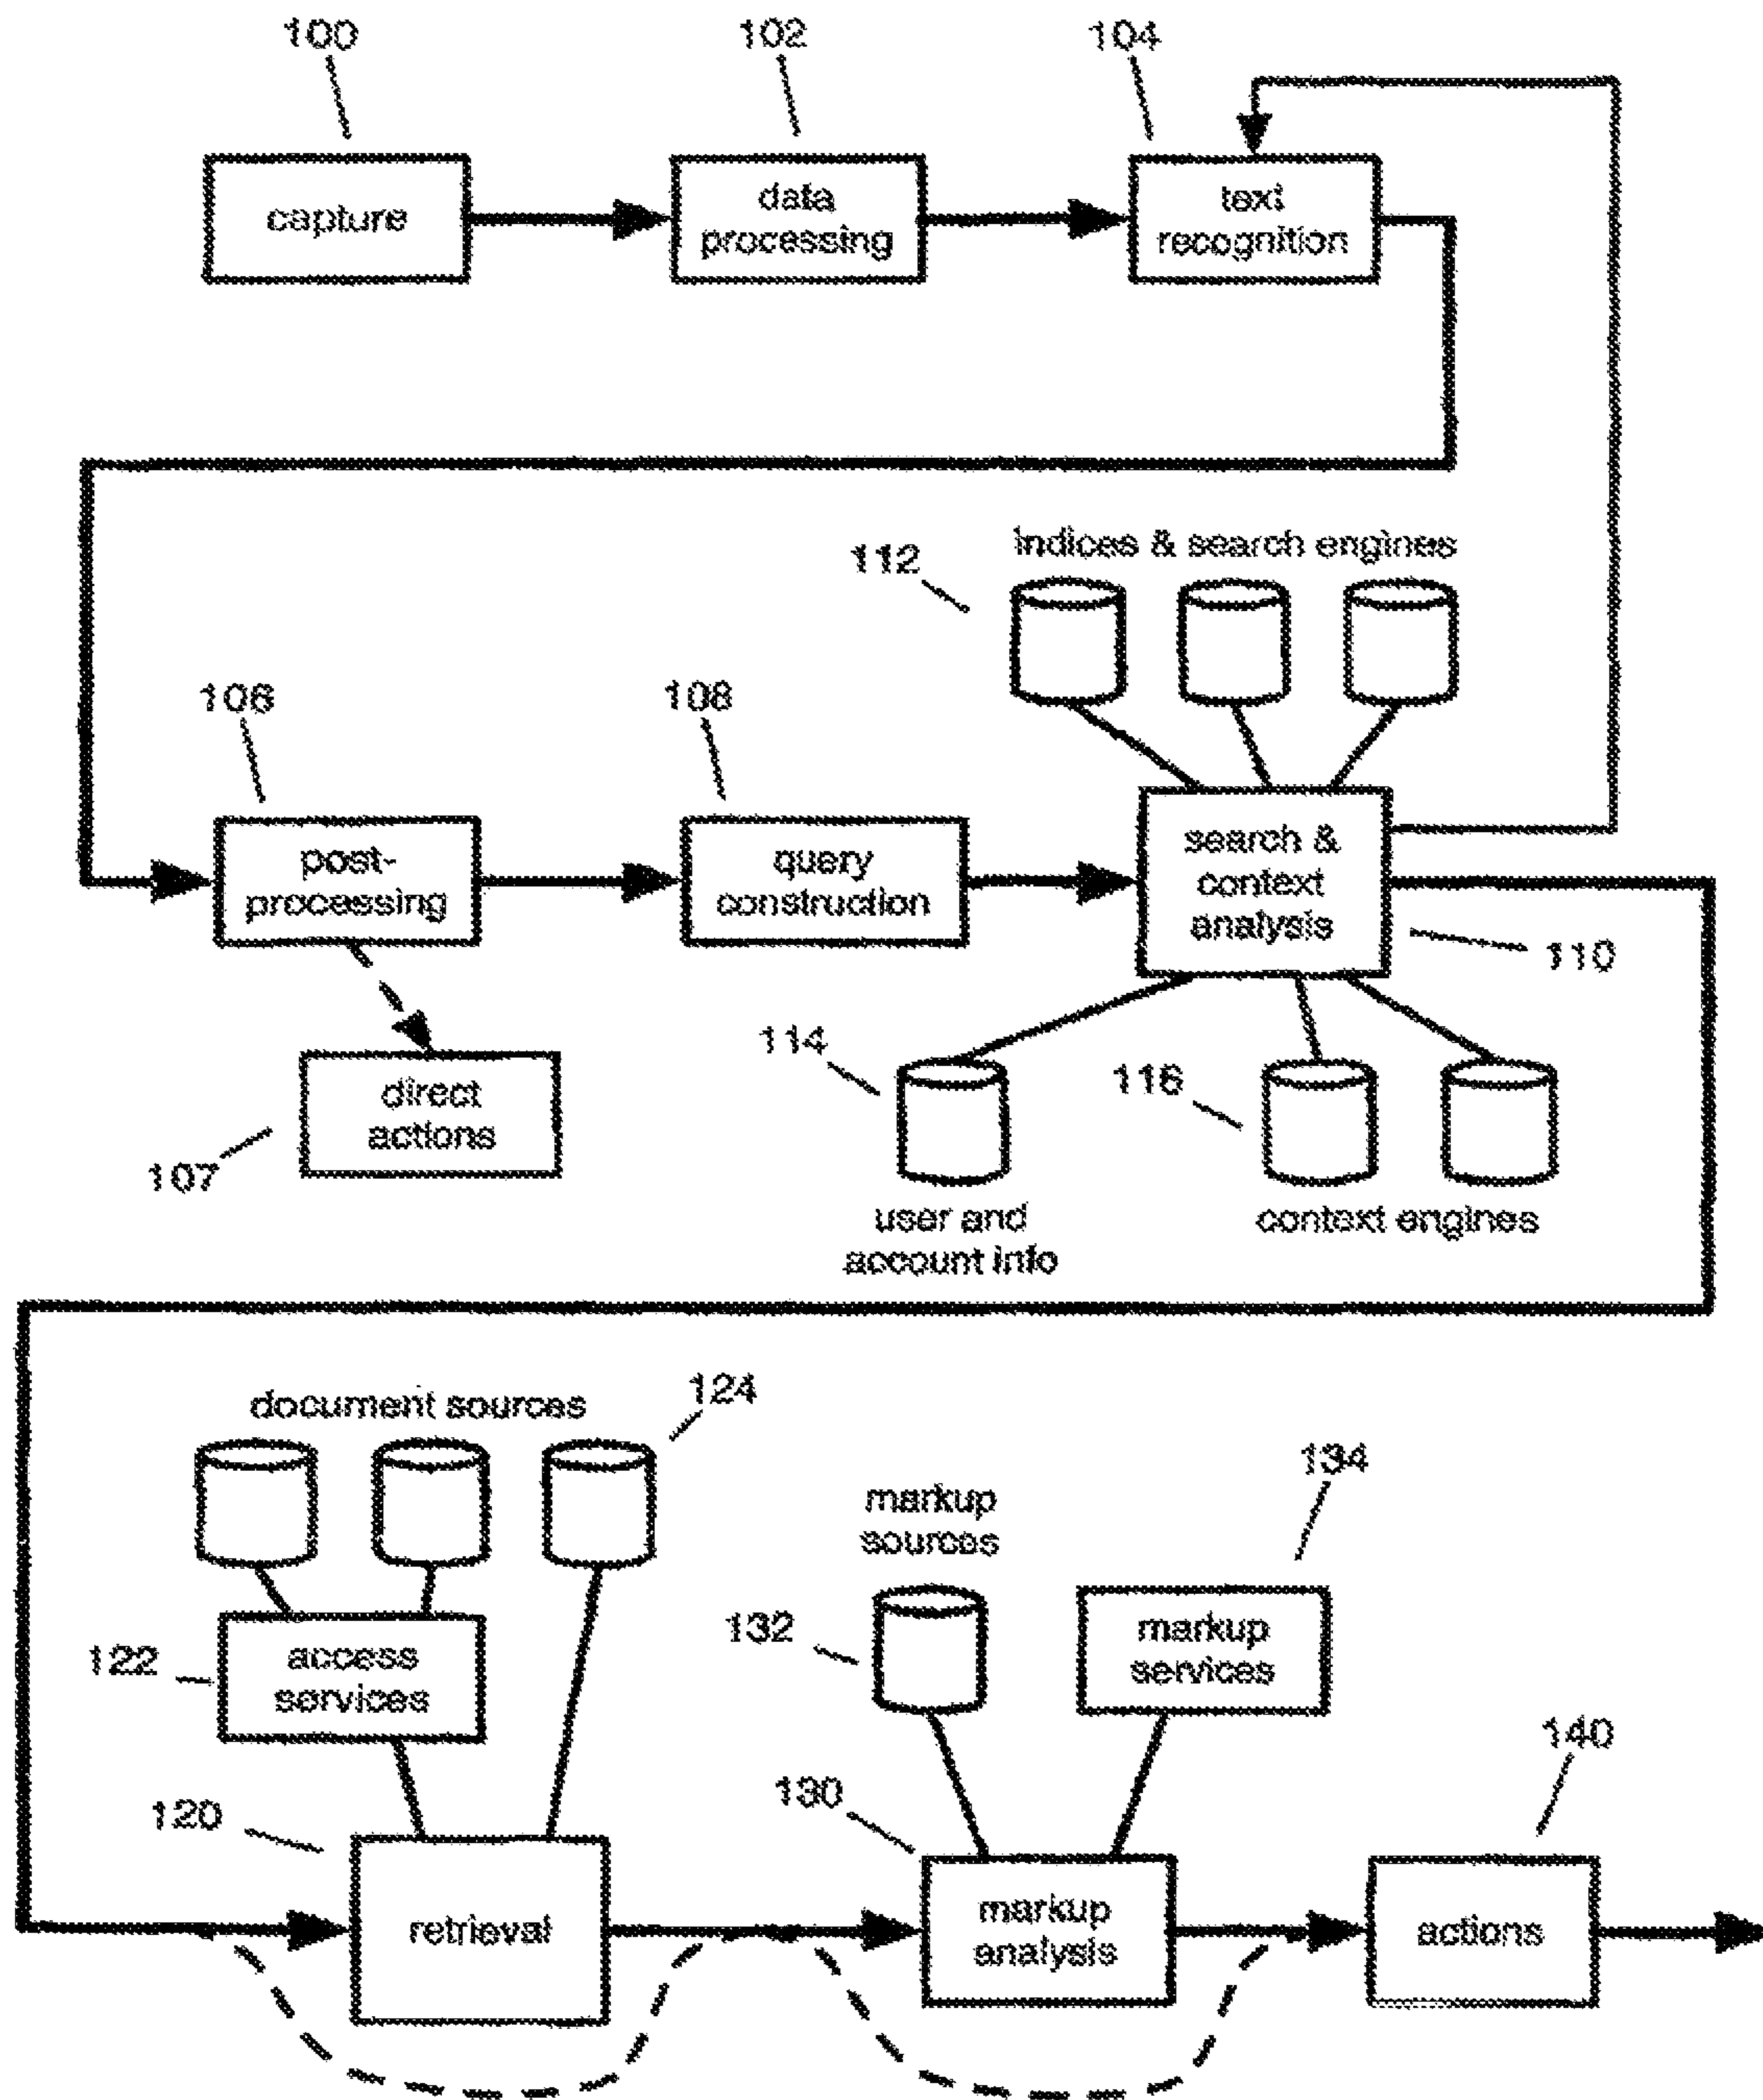 100
102
104
capture
data
processing
text
recognition
indices & search engines
112
106
108
post-
processing
query
construction
search &
context
analysis
110
direct
actions
107
114
116
user and
account info
context engines
document sources
124
markup
sources
134
132
markup
services
122
access
services
120
130
140
retrieval
markup
analysis
actions